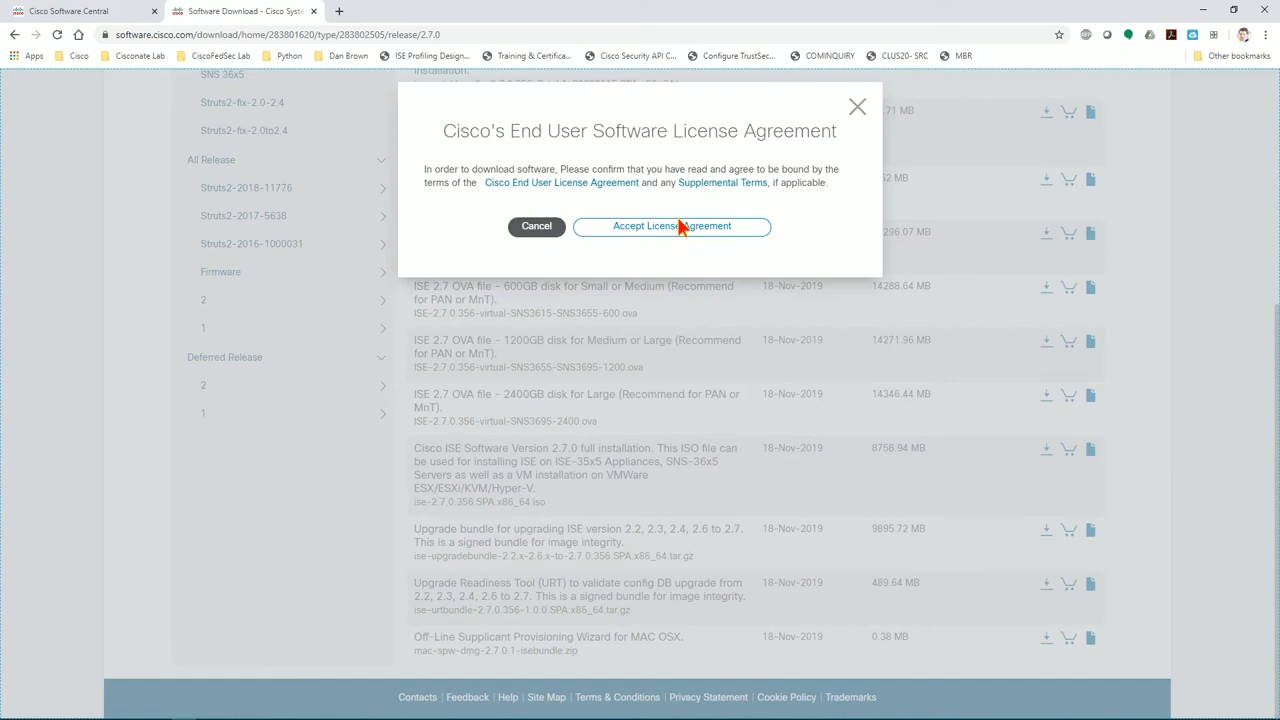 Cisco Software Central
Software Download - Cisco Syste
software.cisco.com/download/home/283801620/type/283802505/release/2.7.0
Apps Cisco Cisconate Lab CiscoFedSec Lab Python Dan Brown ISE Profiling Design... Training & Certifica... Cisco Security API C... Configure TrustSec... COMINQUIRY CLUS20- SRC MBR Other bookmarks
SNS 36x5
Struts2-fix-2.0-2.4
Struts2-fix-2.0to2.4
All Release
Struts2-2018-11776
Struts2-2017-5638
Struts2-2016-1000031
Firmware
2
1
Deferred Release
2
1
installation.
.71 MB
Cisco's End User Software License Agreement
In order to download software, Please confirm that you have read and agree to be bound by the
terms of the Cisco End User License Agreement and any Supplemental Terms, if applicable.
Cancel
Accept License Agreement
52 MB
296.07 MB
ISE 2.7 OVA file - 600GB disk for Small or Medium (Recommend 18-Nov-2019 14288.64 MB
for PAN or MnT).
ISE-2.7.0.356-virtual-SNS3615-SNS3655-600.ova
ISE 2.7 OVA file - 1200GB disk for Medium or Large (Recommend 18-Nov-2019 14271.96 MB
for PAN or MnT).
ISE-2.7.0.356-virtual-SNS3655-SNS3695-1200.ova
ISE 2.7 OVA file - 2400GB disk for Large (Recommend for PAN or 18-Nov-2019 14346.44 MB
MnT).
ISE-2.7.0.356-virtual-SNS3695-2400.ova
Cisco ISE Software Version 2.7.0 full installation. This ISO file can 18-Nov-2019 8758.94 MB
be used for installing ISE on ISE-35x5 Appliances, SNS-36x5
Servers as well as a VM installation on VMWare
ESX/ESXi/KVM/Hyper-V.
ise-2.7.0.356.SPA.x86_64.iso
Upgrade bundle for upgrading ISE version 2.2, 2.3, 2.4, 2.6 to 2.7. 18-Nov-2019 9895.72 MB
This is a signed bundle for image integrity.
ise-upgradebundle-2.2.x-2.6.x-to-2.7.0.356.SPA.x86_64.tar.gz
Upgrade Readiness Tool (URT) to validate config DB upgrade from 18-Nov-2019 489.64 MB
2.2, 2.3, 2.4, 2.6 to 2.7. This is a signed bundle for image integrity.
ise-urtbundle-2.7.0.356-1.0.0.SPA.x86_64.tar.gz
Off-Line Supplicant Provisioning Wizard for MAC OSX. 18-Nov-2019 0.38 MB
mac-spw-dmg-2.7.0.1-isebundle.zip
Contacts | Feedback | Help | Site Map | Terms & Conditions | Privacy Statement | Cookie Policy | Trademarks